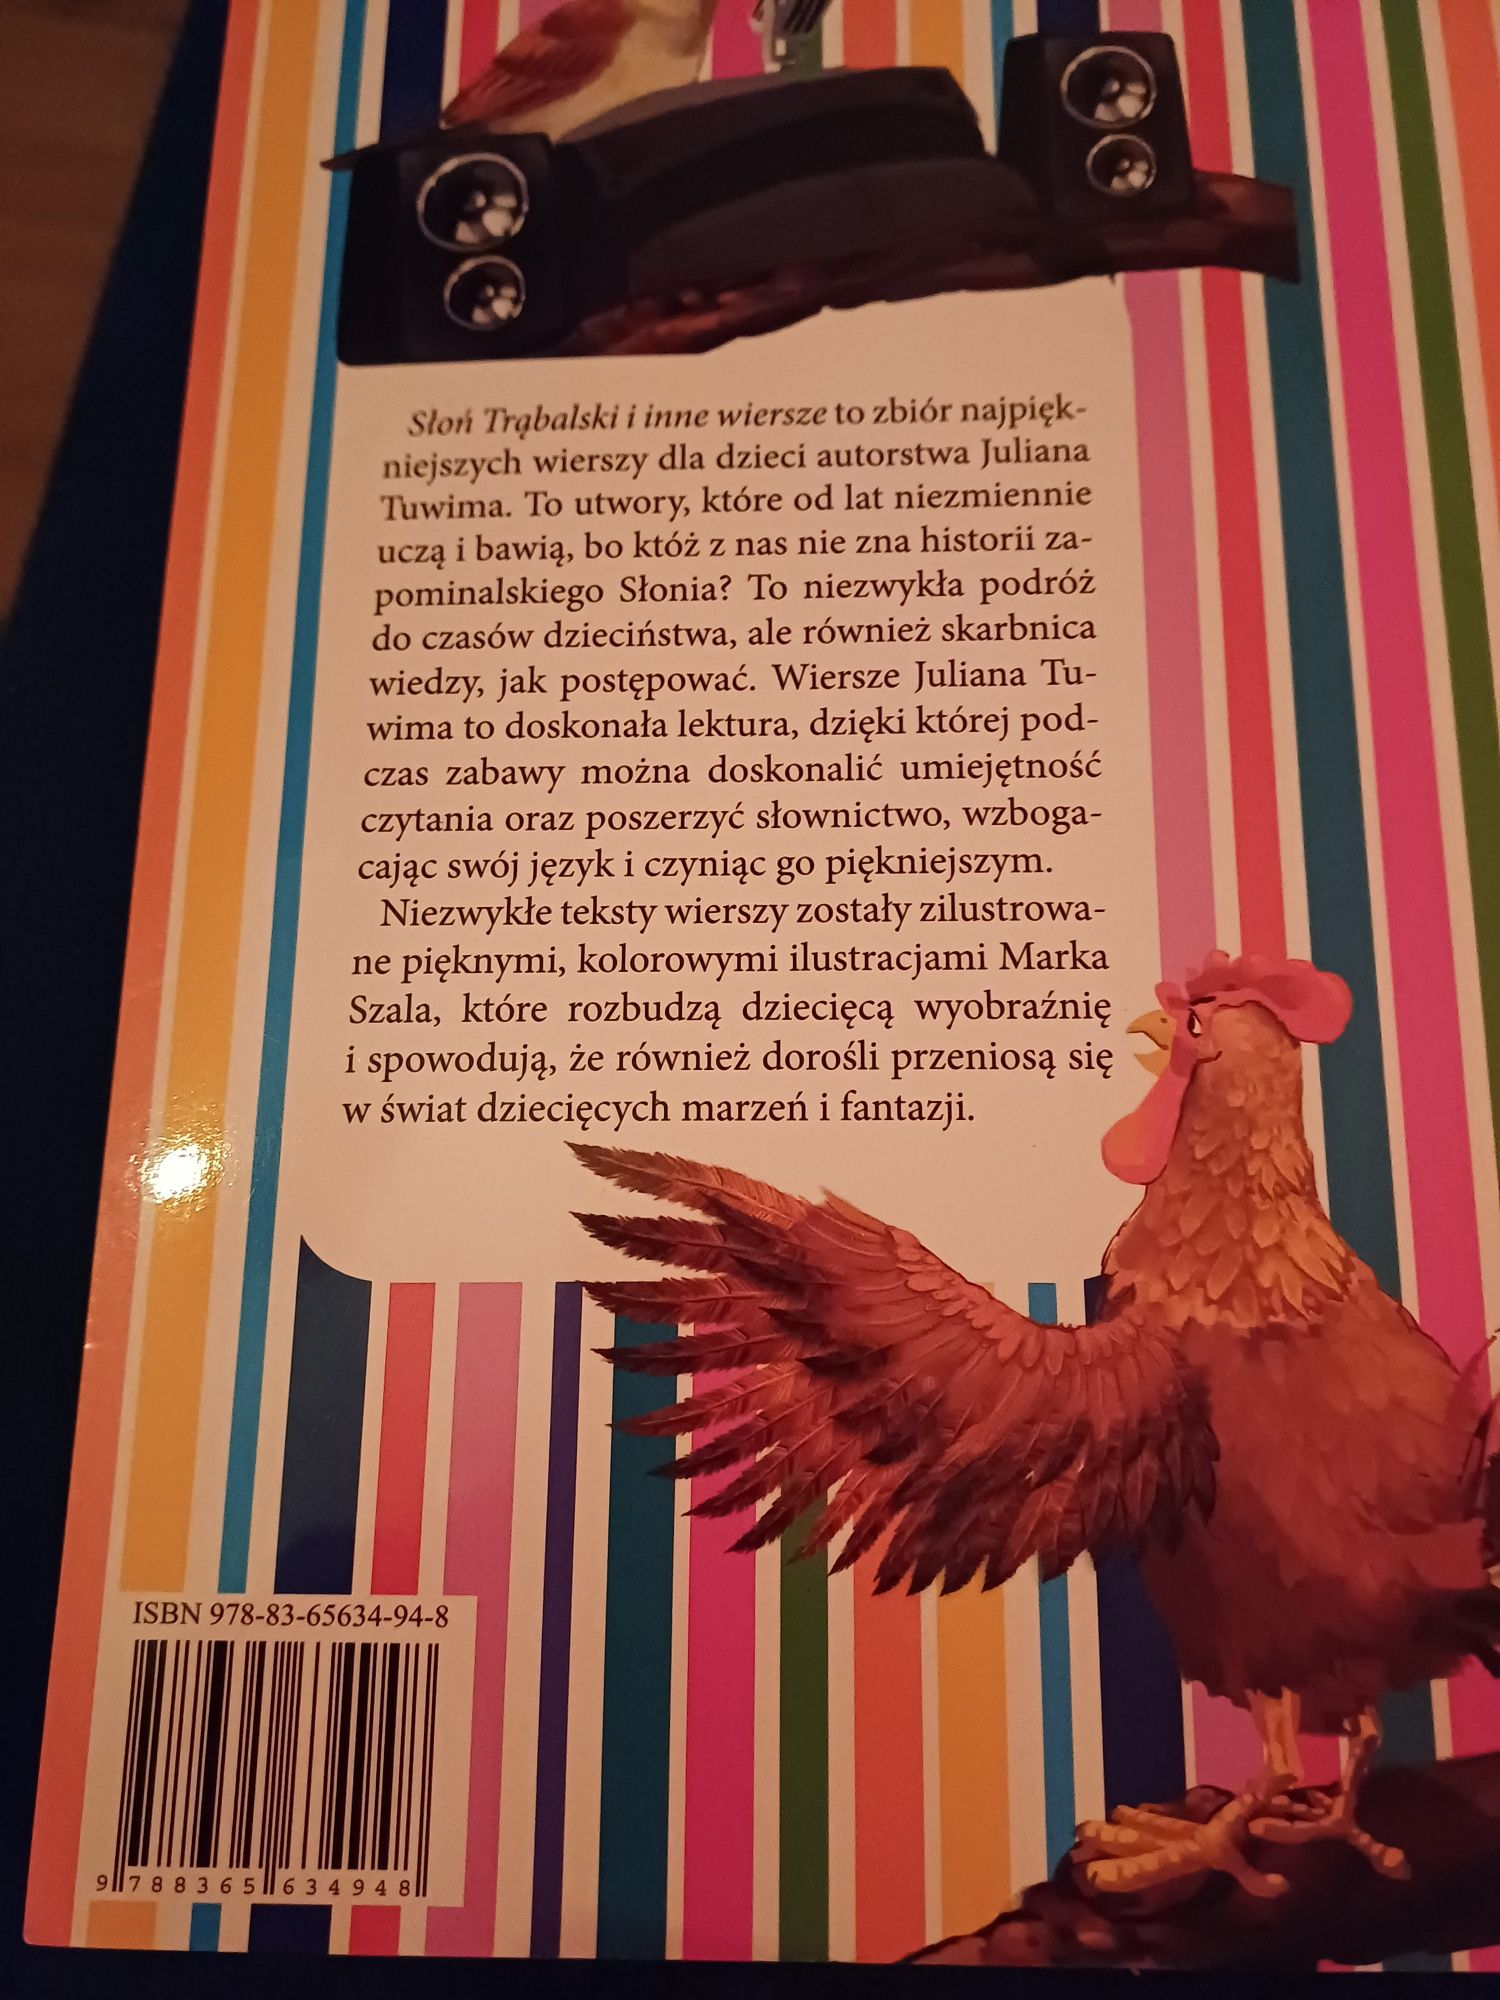 Słoń Trąbalski i inne wiersze to zbiór najpięk-
niejszych wierszy dla dzieci autorstwa Juliana
Tuwima. To utwory, które od lat niezmiennie
uczą i bawią, bo któż z nas nie zna historii za-
pominalskiego Słonia? To niezwykła podróż
do czasów dzieciństwa, ale również skarbnica
wiedzy, jak postępować. Wiersze Juliana Tu-
wima to doskonała lektura, dzięki której pod-
czas zabawy można doskonalić umiejętność
czytania oraz poszerzyć słownictwo, wzboga-
cając swój język i czyniąc go piękniejszym.
Niezwykłe teksty wierszy zostały zilustrowa-
ne pięknymi, kolorowymi ilustracjami Marka
Szala, które rozbudzą dziecięcą wyobraźnię
i spowodują, że również dorośli przeniosą się
w świat dziecięcych marzeń i fantazji.
ISBN 978-83-65634-94-8
9 788365 634948